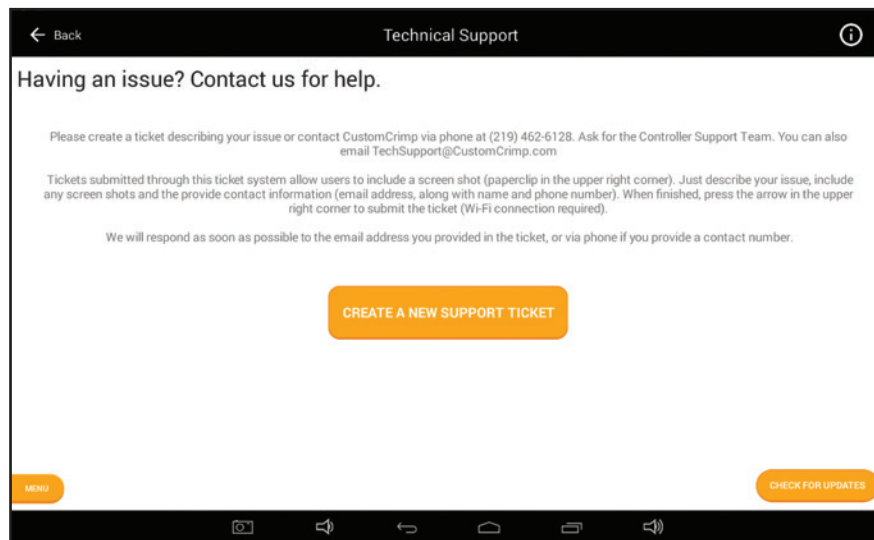 Back
Technical Support
Having an issue? Contact us for help.
Please create a ticket describing your issue or contact CustomCrimp via phone at (219) 462-6128. Ask for the Controller Support Team. You can also
email TechSupport@CustomCrimp.com
Tickets submitted through this ticket system allow users to include a screen shot (paperclip in the upper right corner). Just describe your issue, include
any screen shots and the provide contact information (email address, along with name and phone number). When finished, press the arrow in the upper
right corner to submit the ticket (Wi-Fi connection required).
We will respond as soon as possible to the email address you provided in the ticket, or via phone if you provide a contact number.
CREATE A NEW SUPPORT TICKET
MENU
CHECK FOR UPDATES